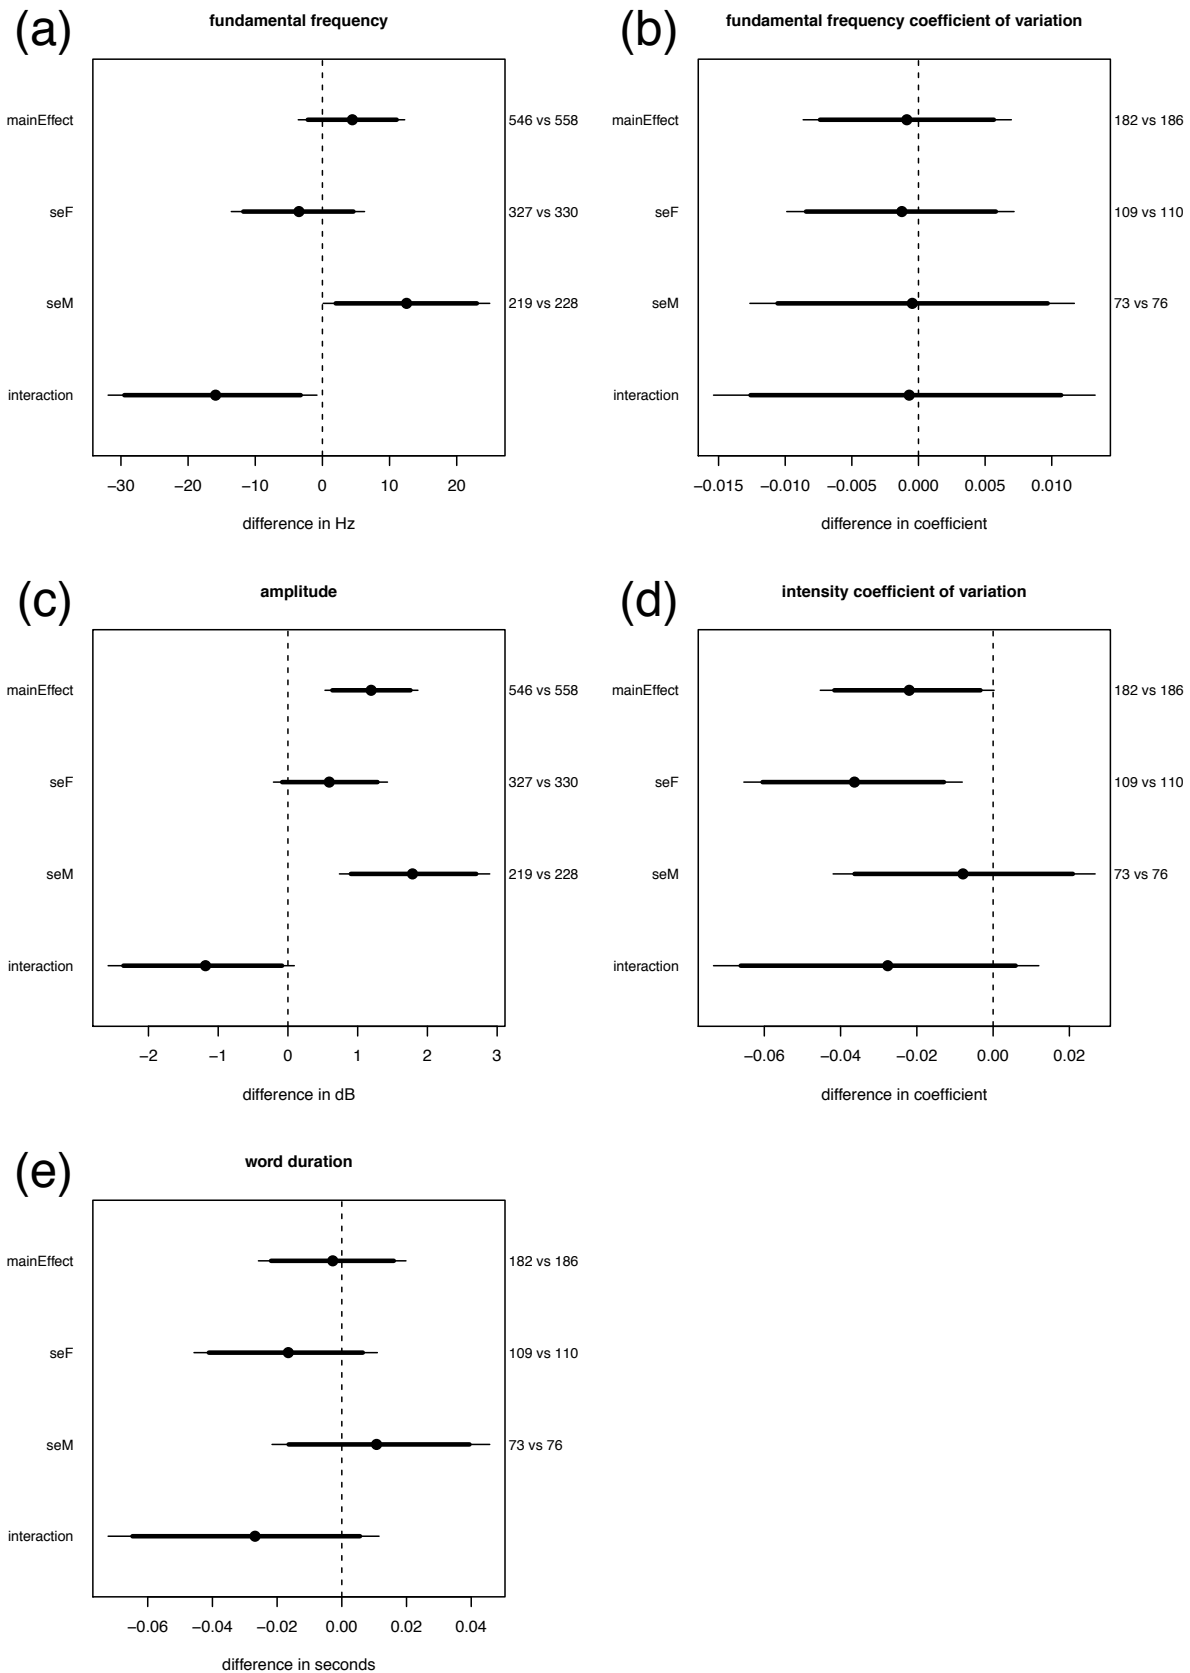 (a)
fundamental frequency
mainEffect
546 vs 558
seF
327 vs 330
seM
219 vs 228
interaction
−30 −20 −10 0 10 20
difference in Hz
(b)
fundamental frequency coefficient of variation
mainEffect
182 vs 186
seF
109 vs 110
seM
73 vs 76
interaction
−0.015 −0.010 −0.005 0.000 0.005 0.010
difference in coefficient
(c)
amplitude
mainEffect
546 vs 558
seF
327 vs 330
seM
219 vs 228
interaction
−2 −1 0 1 2 3
difference in dB
(d)
intensity coefficient of variation
mainEffect
182 vs 186
seF
109 vs 110
seM
73 vs 76
interaction
−0.06 −0.04 −0.02 0.00 0.02
difference in coefficient
(e)
word duration
mainEffect
182 vs 186
seF
109 vs 110
seM
73 vs 76
interaction
−0.06 −0.04 −0.02 0.00 0.02 0.04
difference in seconds